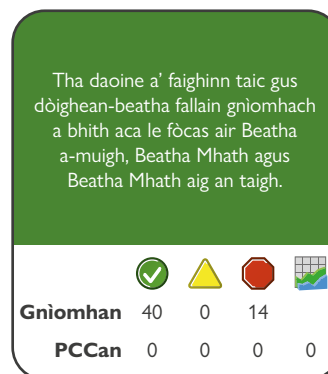 Tha daoine a' faighinn taic gus
dòighean-beatha fallain gnìomhach
a bhith aca le fòcas air Beatha
a-muigh, Beatha Mhath agus
Beatha Mhath aig an taigh.
Gnìomhan 40 0 14
PCCan 0 0 0 0